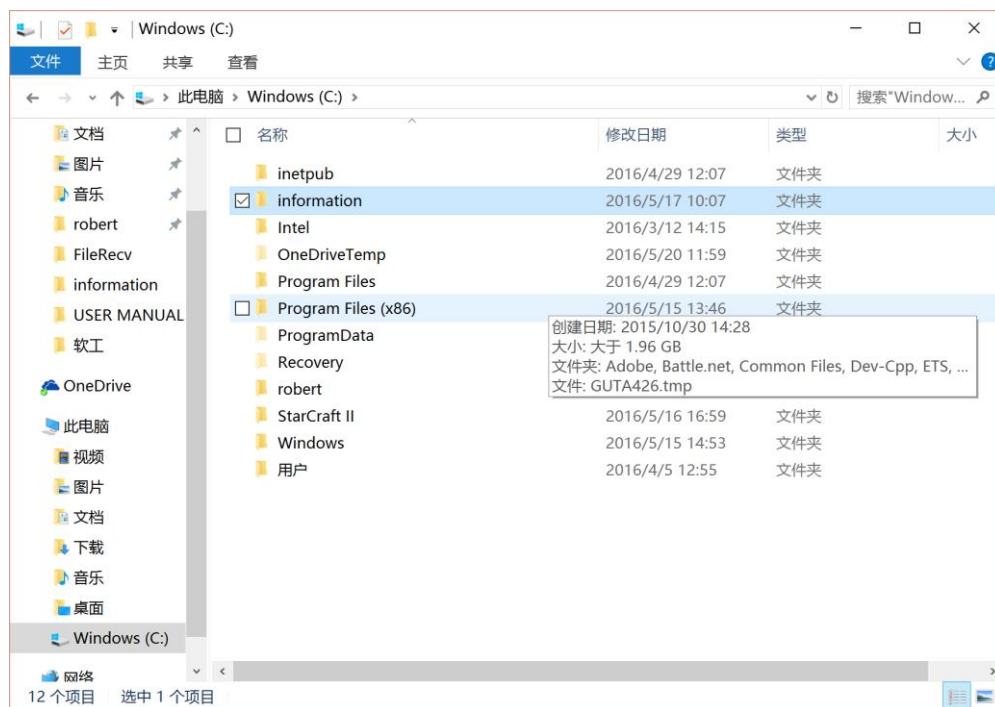 Windows (C:)
文件 主页 共享 查看
此电脑 Windows (C:)
搜索"Window...
文档
图片
音乐
robert
FileRecv
information
USER MANUAL
软工
OneDrive
此电脑
视频
图片
文档
下载
音乐
桌面
Windows (C:)
网络
名称 修改日期 类型 大小
inetpub 2016/4/29 12:07 文件夹
information 2016/5/17 10:07 文件夹
Intel 2016/3/12 14:15 文件夹
OneDriveTemp 2016/5/20 11:59 文件夹
Program Files 2016/4/29 12:07 文件夹
Program Files (x86) 2016/5/15 13:46 文件夹
ProgramData
Recovery
robert
创建日期: 2015/10/30 14:28
大小: 大于 1.96 GB
文件夹: Adobe, Battle.net, Common Files, Dev-Cpp, ETS, ...
文件: GUTA426.tmp
StarCraft II 2016/5/16 16:59 文件夹
Windows 2016/5/15 14:53 文件夹
用户 2016/4/5 12:55 文件夹
12 个项目 选中 1 个项目